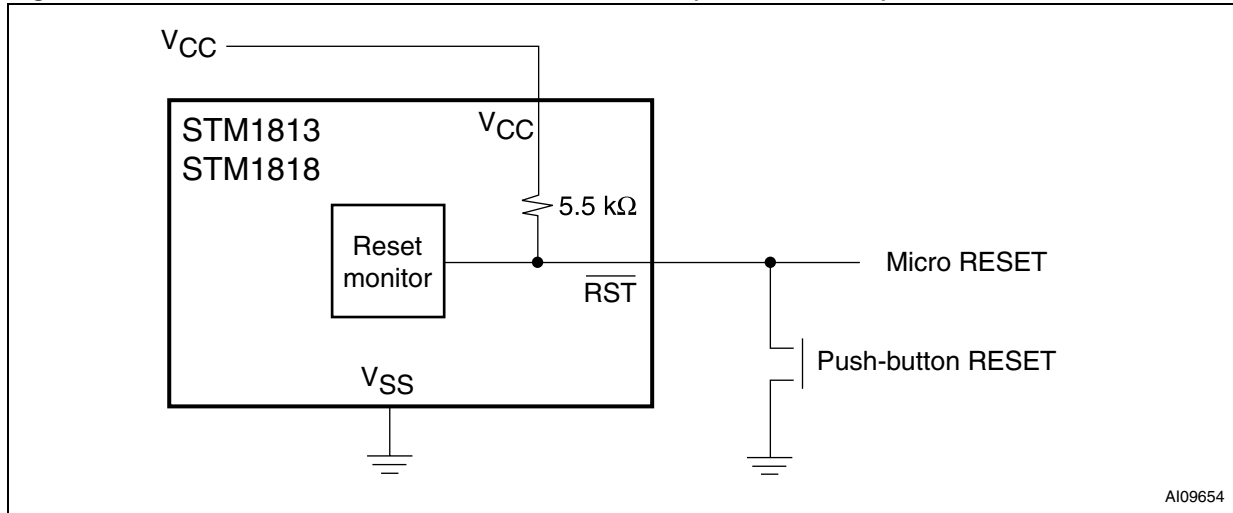 VCC
STM1813
STM1818
VCC
5.5 kΩ
Reset
monitor
RST
Micro RESET
Push-button RESET
VSS
AI09654